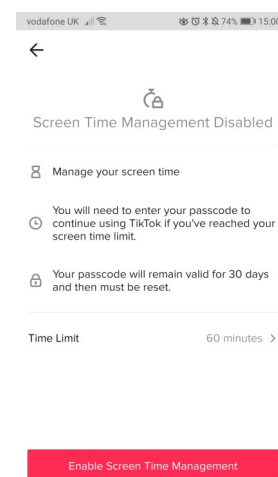 vodafone UK 74% 15:00
Screen Time Management Disabled
Manage your screen time
You will need to enter your passcode to
continue using TikTok if you've reached your
screen time limit.
Your passcode will remain valid for 30 days
and then must be reset.
Time Limit 60 minutes
Enable Screen Time Management